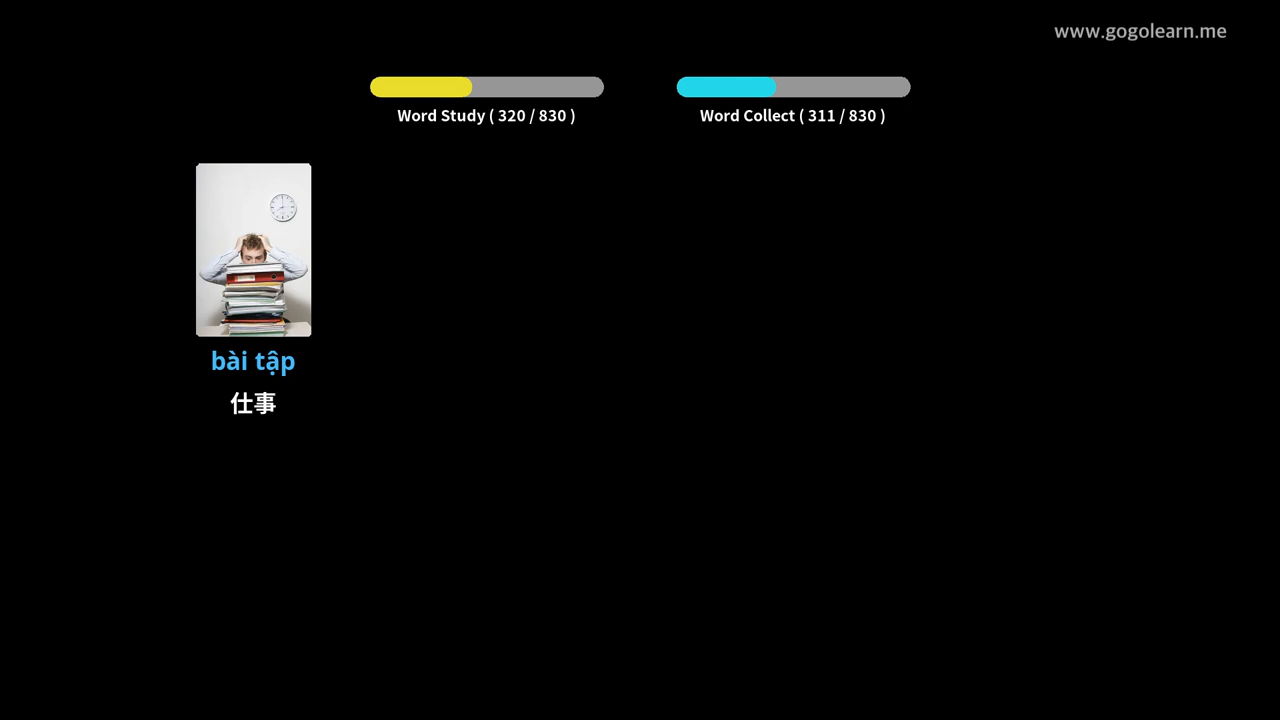 www.gogolearn.me
Word Study ( 320 / 830 )
Word Collect ( 311 / 830 )
bài tập
仕事